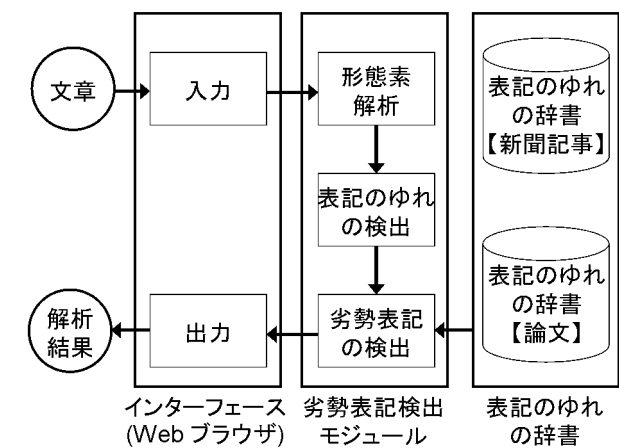 文章
入力
形態素
解析
表記のゆれ
の検出
劣勢表記
の検出
出力
解析
結果
表記のゆれ
の辞書
【新聞記事】
表記のゆれ
の辞書
【論文】
インターフェース
(Web ブラウザ)
劣勢表記検出
モジュール
表記のゆれ
の辞書